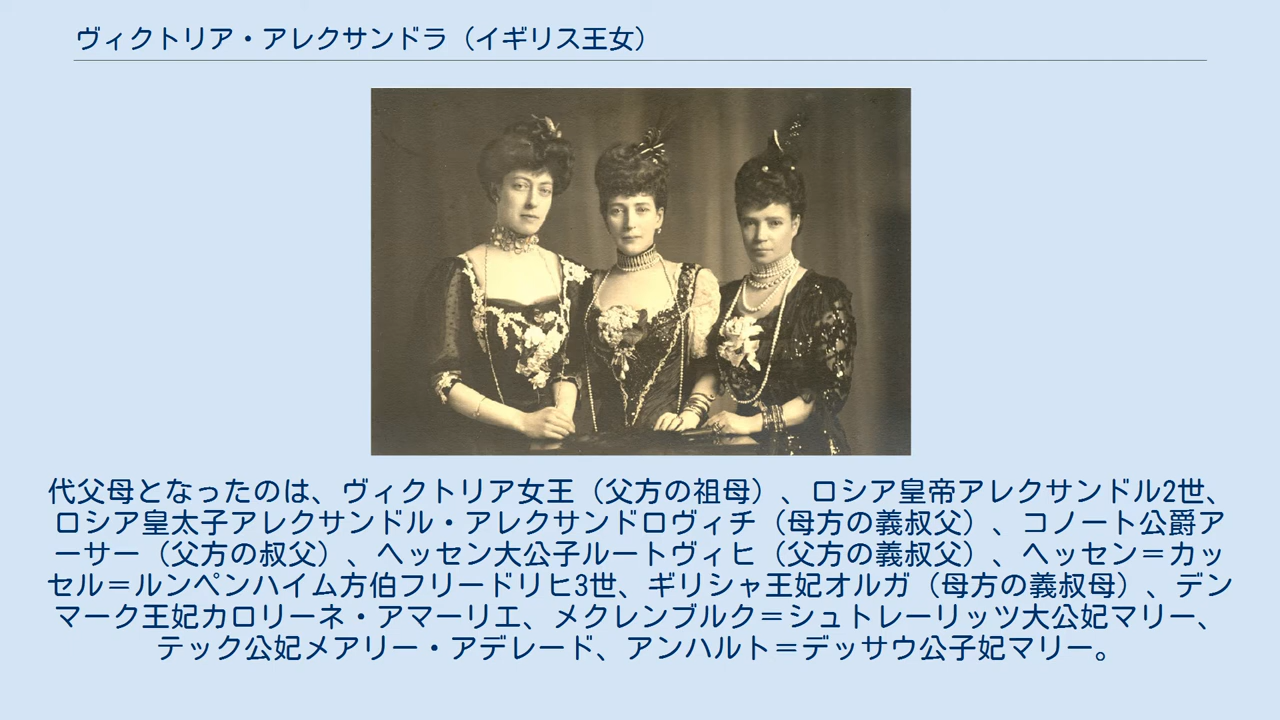 ヴィクトリア・アレクサンドラ（イギリス王女）
代父母となったのは、ヴィクトリア女王（父方の祖母）、ロシア皇帝アレクサンドル2世、
ロシア皇太子アレクサンドル・アレクサンドロヴィチ（母方の義叔父）、コノート公爵ア
ーサー（父方の叔父）、ヘッセン大公子ルートヴィヒ（父方の義叔父）、ヘッセン＝カッ
セル＝ルンペンハイム方伯フリードリヒ3世、ギリシャ王妃オルガ（母方の義叔母）、デン
マーク王妃カロリーネ・アマーリエ、メクレンブルク＝シュトレーリッツ大公妃マリー、
テック公妃メアリー・アデレード、アンハルト＝デッサウ公子妃マリー。